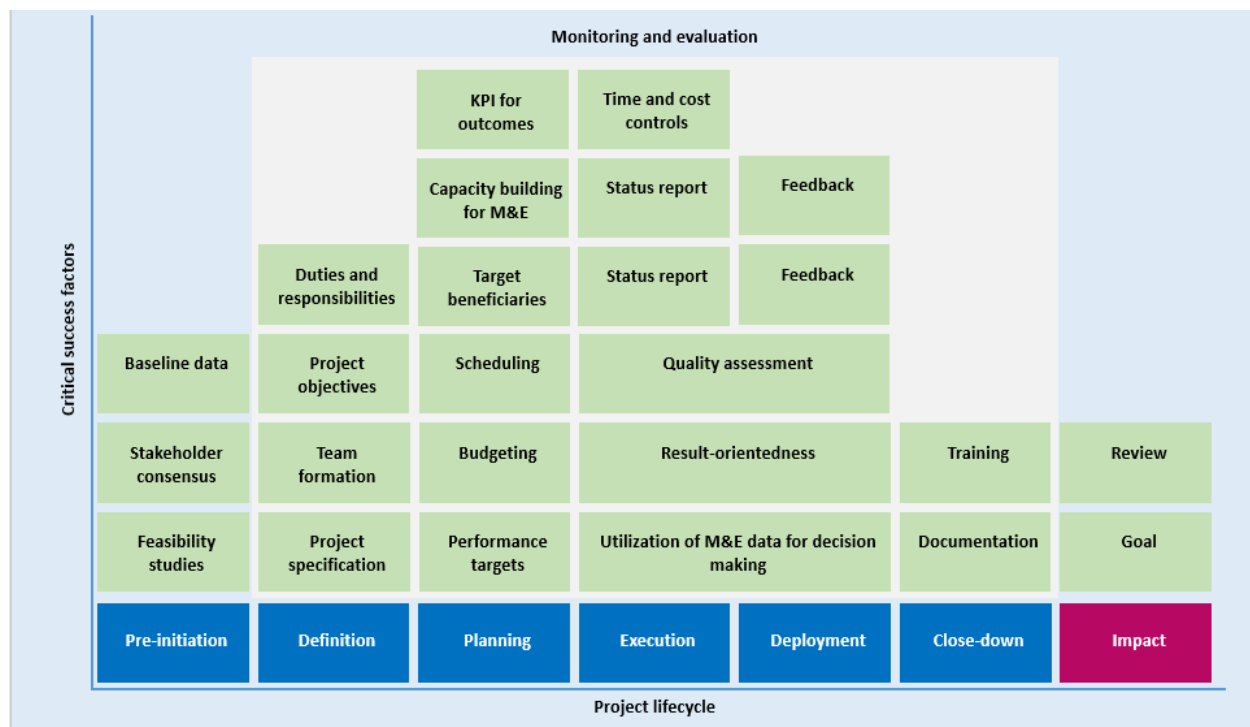 Monitoring and evaluation
KPI for
outcomes
Time and cost
controls
Capacity building
for M&E
Status report
Feedback
Duties and
responsibilities
Target
beneficiaries
Status report
Feedback
Baseline data
Project
objectives
Scheduling
Quality assessment
Stakeholder
consensus
Team
formation
Budgeting
Result-orientedness
Training
Review
Feasibility
studies
Project
specification
Performance
targets
Utilization of M&E data for decision
making
Documentation
Goal
Pre-initiation
Definition
Planning
Execution
Deployment
Close-down
Impact
Critical success factors
Project lifecycle